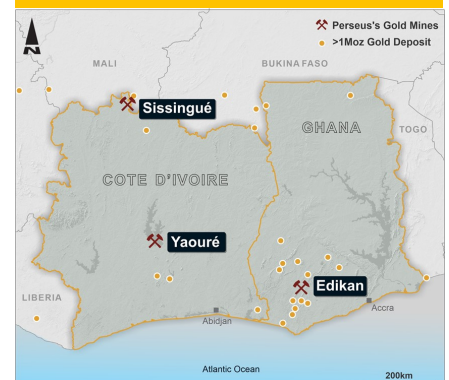 Perseus's Gold Mines
>1Moz Gold Deposit
N
MALI
BUKINA FASO
Sissingué
GHANA
TOGO
COTE D'IVOIRE
Yaouré
Edikan
LIBERIA
Accra
Abidjan
Atlantic Ocean
200km